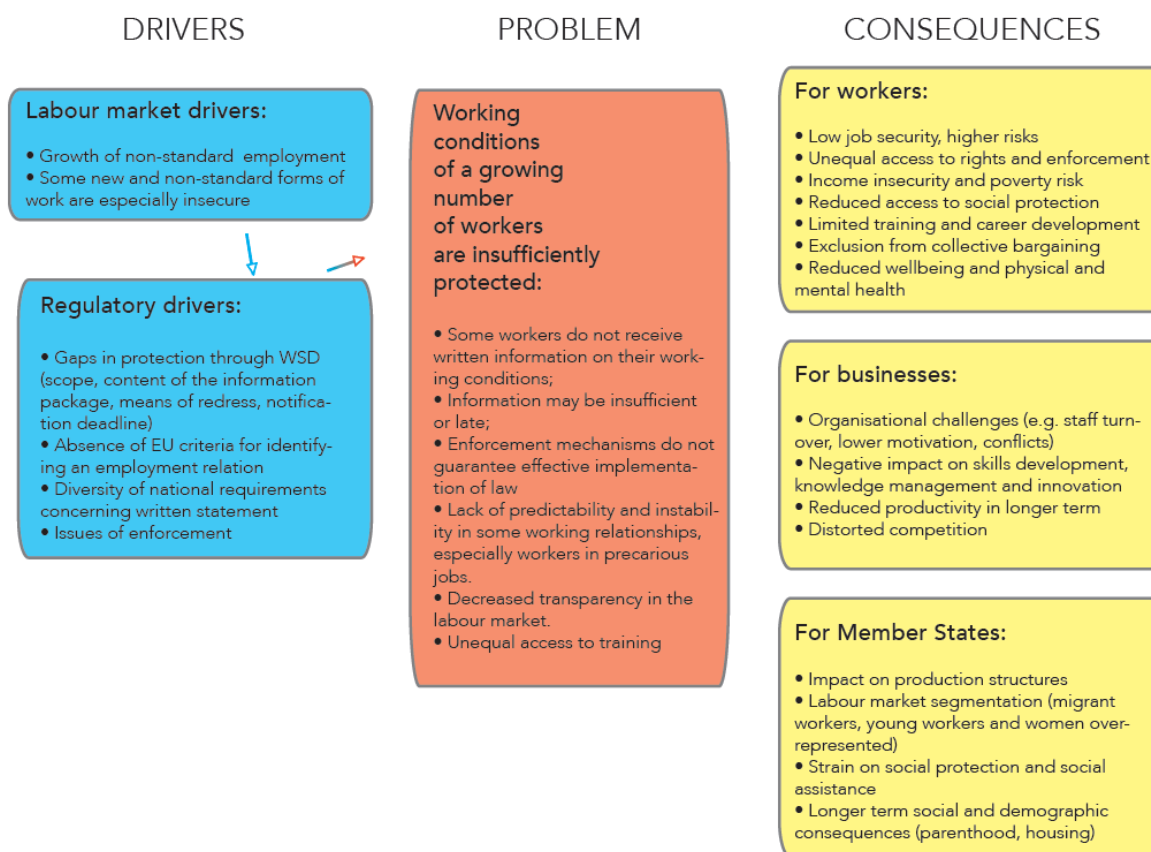 DRIVERS
PROBLEM
CONSEQUENCES
Labour market drivers:
• Growth of non-standard employment
• Some new and non-standard forms of
work are especially insecure
Regulatory drivers:
• Gaps in protection through WSD
(scope, content of the information
package, means of redress, notifica-
tion deadline)
• Absence of EU criteria for identify-
ing an employment relation
• Diversity of national requirements
concerning written statement
• Issues of enforcement
Working
conditions
of a growing
number
of workers
are insufficiently
protected:
• Some workers do not receive
written information on their work-
ing conditions;
• Information may be insufficient
or late;
• Enforcement mechanisms do not
guarantee effective implementa-
tion of law
• Lack of predictability and instabil-
ity in some working relationships,
especially workers in precarious
jobs.
• Decreased transparency in the
labour market.
• Unequal access to training
For workers:
• Low job security, higher risks
• Unequal access to rights and enforcement
• Income insecurity and poverty risk
• Reduced access to social protection
• Limited training and career development
• Exclusion from collective bargaining
• Reduced wellbeing and physical and
mental health
For businesses:
• Organisational challenges (e.g. staff turn-
over, lower motivation, conflicts)
• Negative impact on skills development,
knowledge management and innovation
• Reduced productivity in longer term
• Distorted competition
For Member States:
• Impact on production structures
• Labour market segmentation (migrant
workers, young workers and women over-
represented)
• Strain on social protection and social
assistance
• Longer term social and demographic
consequences (parenthood, housing)